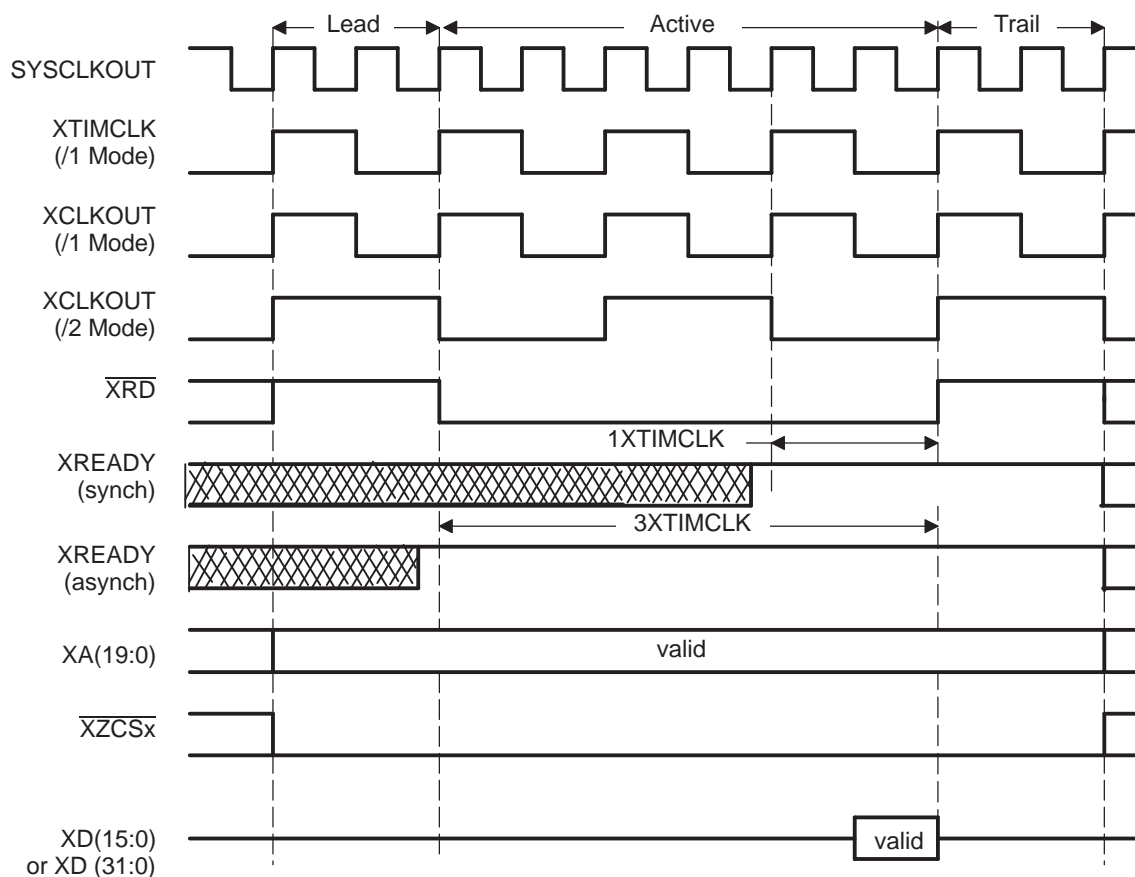 Lead Active Trail
SYSCLKOUT
XTIMCLK
(/1 Mode)
XCLKOUT
(/1 Mode)
XCLKOUT
(/2 Mode)
XRD
1XTIMCLK
XREADY
(synch)
3XTIMCLK
XREADY
(asynch)
XA(19:0) valid
XZCSx
XD(15:0) valid
or XD (31:0)